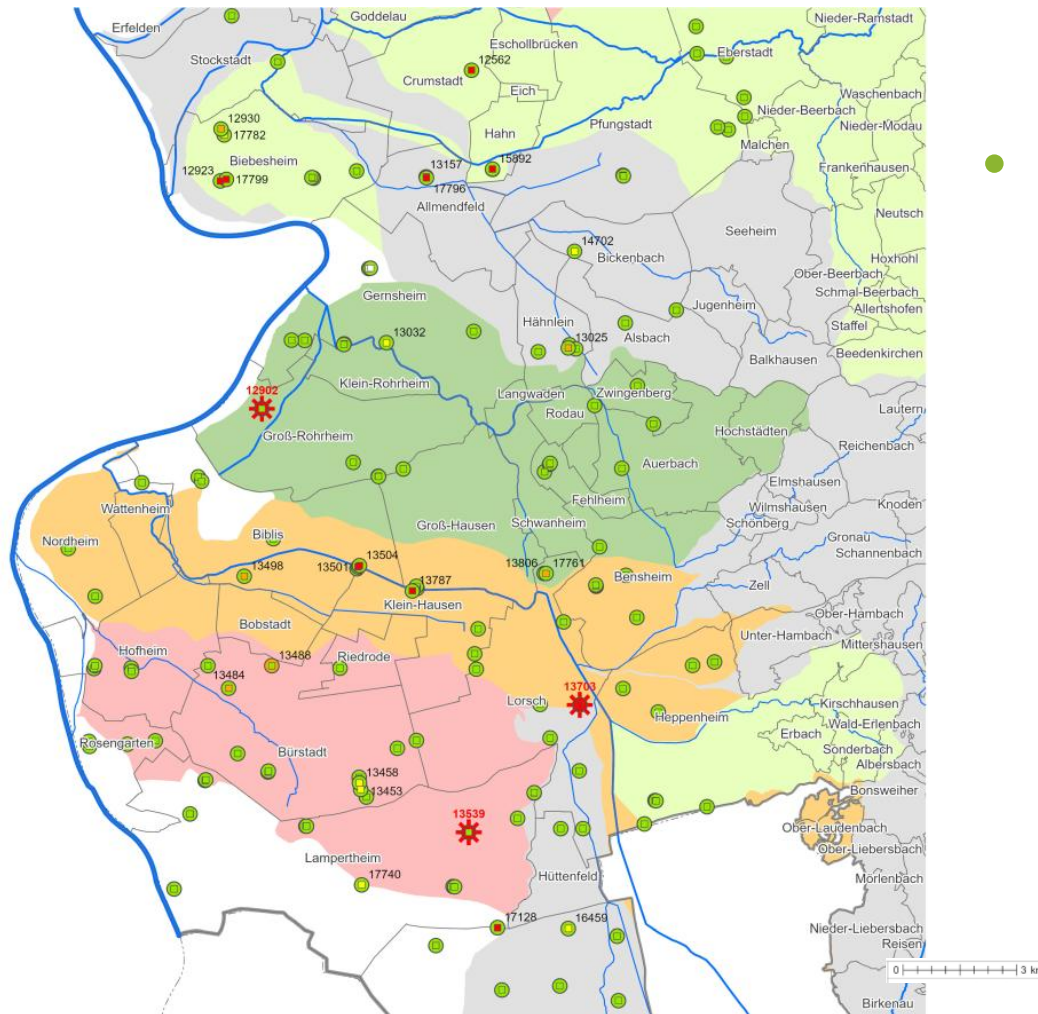 Goddelau
Nieder-Ramstadt
Erfelden
Eschollbrücken
Eberstadt
Stockstadt
12562
Crumstadt
Eich
Waschenbach
Nieder-Beerbach
12930
17782
Hahn
Pfungstadt
Nieder-Modau
Malchen
Biebesheim
12923
17799
13157
15892
17796
Frankenhausen
Allmendfeld
Neutsch
Seeheim
14702
Bickenbach
Hoxhohl
Ober-Beerbach
Schmal-Beerbach
Allertshofen
Gernsheim
Jugenheim
Hähnlein
Staffel
13032
13025
Alsbach
Beedenkirchen
Balkhausen
Klein-Rohrheim
12902
Langwaden
Zwingenberg
Rodau
Lautern
Groß-Rohrheim
Hochstädten
Reichenbach
Auerbach
Elmshausen
Fehlheim
Wilmshausen
Knoden
Wattenheim
Schwanheim
Schönberg
Groß-Hausen
Nordheim
Biblis
Gronau
Schannenbach
13504
13501
13498
13806
17761
Bensheim
13787
Zell
Klein-Hausen
Ober-Hambach
Bobstadt
Unter-Hambach
Mittershausen
Hofheim
13488
Riedrode
13484
13703
Lorsch
Kirschhausen
Heppenheim
Wald-Erlenbach
Erbach
Rosengarten
Sonderbach
Bürstadt
Albersbach
13458
13453
Bonsweiher
13539
Ober-Laudenbach
Ober-Liebersbach
Lampertheim
Hüttenfeld
Mörlenbach
17740
17128
16459
Nieder-Liebersbach
Reisen
0 3 km
Birkenau